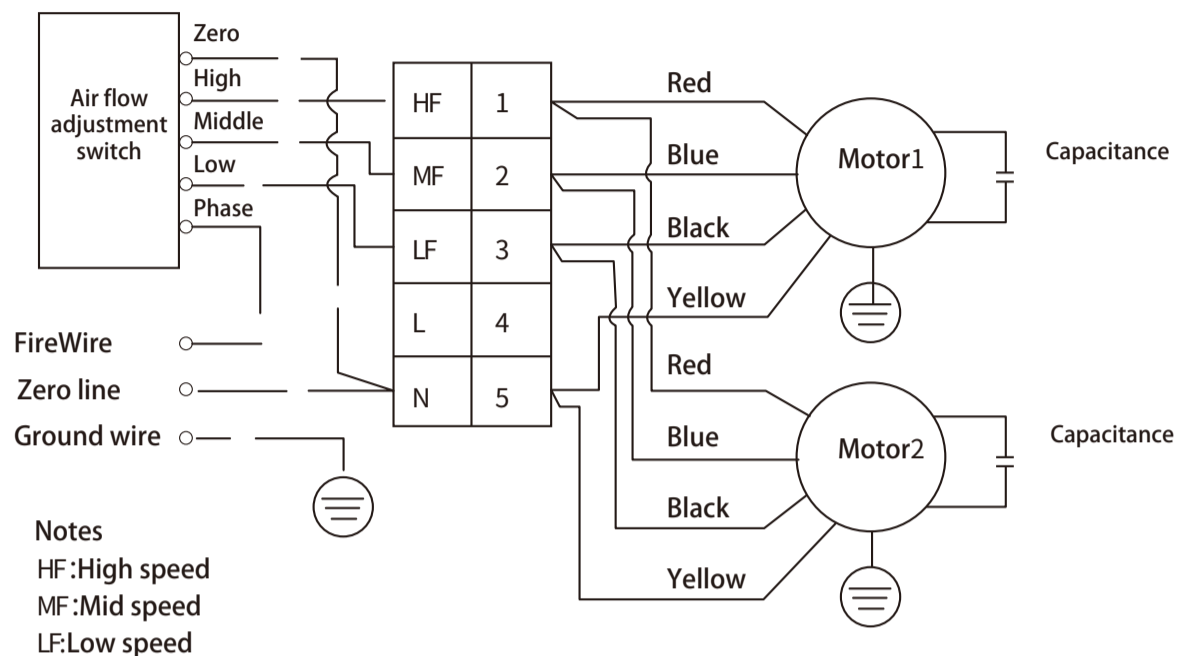 Zero
High
Air flow
adjustment
switch
Middle
Low
Phase
FireWire
Zero line
Ground wire
HF 1
MF 2
LF 3
L 4
N 5
Red
Blue
Black
Yellow
Motor1
Capacitance
Red
Blue
Black
Yellow
Motor2
Capacitance
Notes
HF:High speed
MF:Mid speed
LF:Low speed